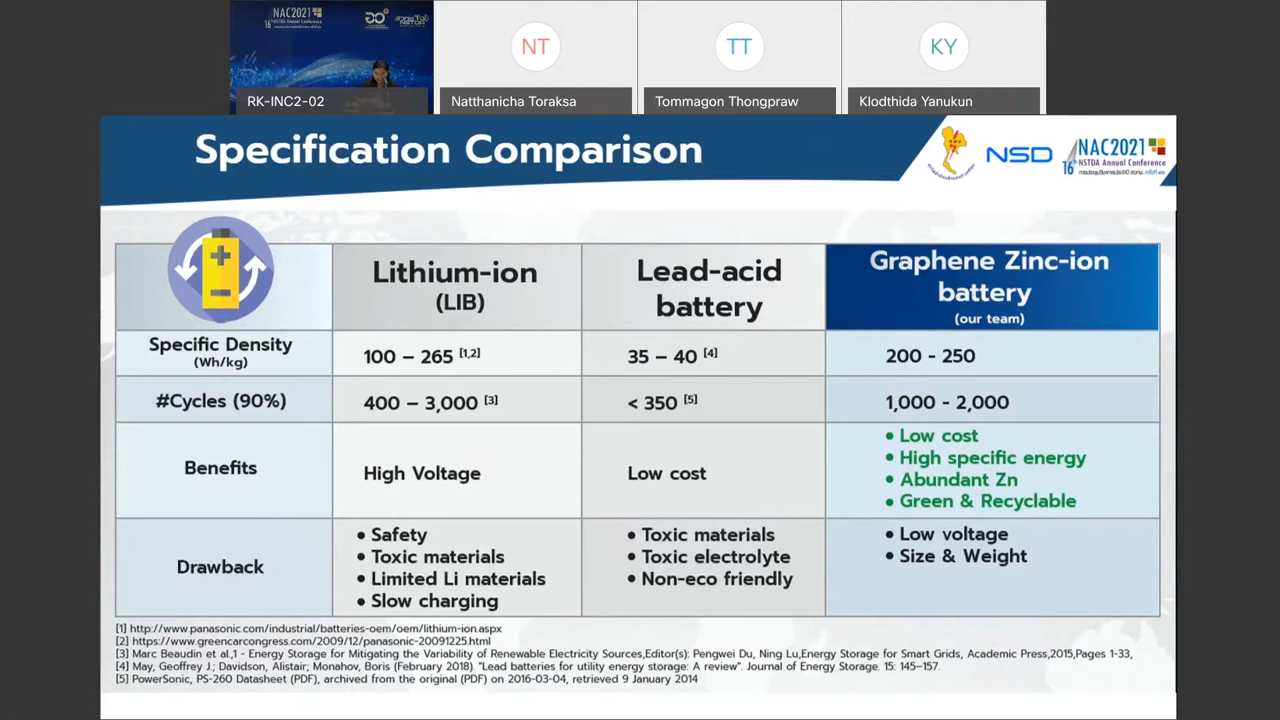 NAC2021
16th NSTDA Annual Conference
NSTDA
NT
TT
KY
RK-INC2-02
Natthanicha Toraksa
Tommagon Thongpraw
Klodthida Yanukun
Specification Comparison
NSD
NAC2021
16th NSTDA Annual Conference
Lithium-ion
(LIB)
Lead-acid
battery
Graphene Zinc-ion
battery
(our team)
Specific Density
(Wh/kg)
100 – 265 [1,2]
35 – 40 [4]
200 - 250
#Cycles (90%)
400 – 3,000 [3]
< 350 [5]
1,000 - 2,000
Benefits
High Voltage
Low cost
• Low cost
• High specific energy
• Abundant Zn
• Green & Recyclable
Drawback
• Safety
• Toxic materials
• Limited Li materials
• Slow charging
• Toxic materials
• Toxic electrolyte
• Non-eco friendly
• Low voltage
• Size & Weight
[1] http://www.panasonic.com/industrial/batteries-oem/oem/lithium-ion.aspx
[2] https://www.greencarcongress.com/2009/12/panasonic-20091225.html
[3] Marc Beaudin et al.,1 - Energy Storage for Mitigating the Variability of Renewable Electricity Sources,Editor(s): Pengwei Du, Ning Lu,Energy Storage for Smart Grids, Academic Press,2015,Pages 1-33,
[4] May, Geoffrey J.; Davidson, Alistair; Monahov, Boris (February 2018). "Lead batteries for utility energy storage: A review". Journal of Energy Storage. 15: 145–157.
[5] PowerSonic, PS-260 Datasheet (PDF), archived from the original (PDF) on 2016-03-04, retrieved 9 January 2014